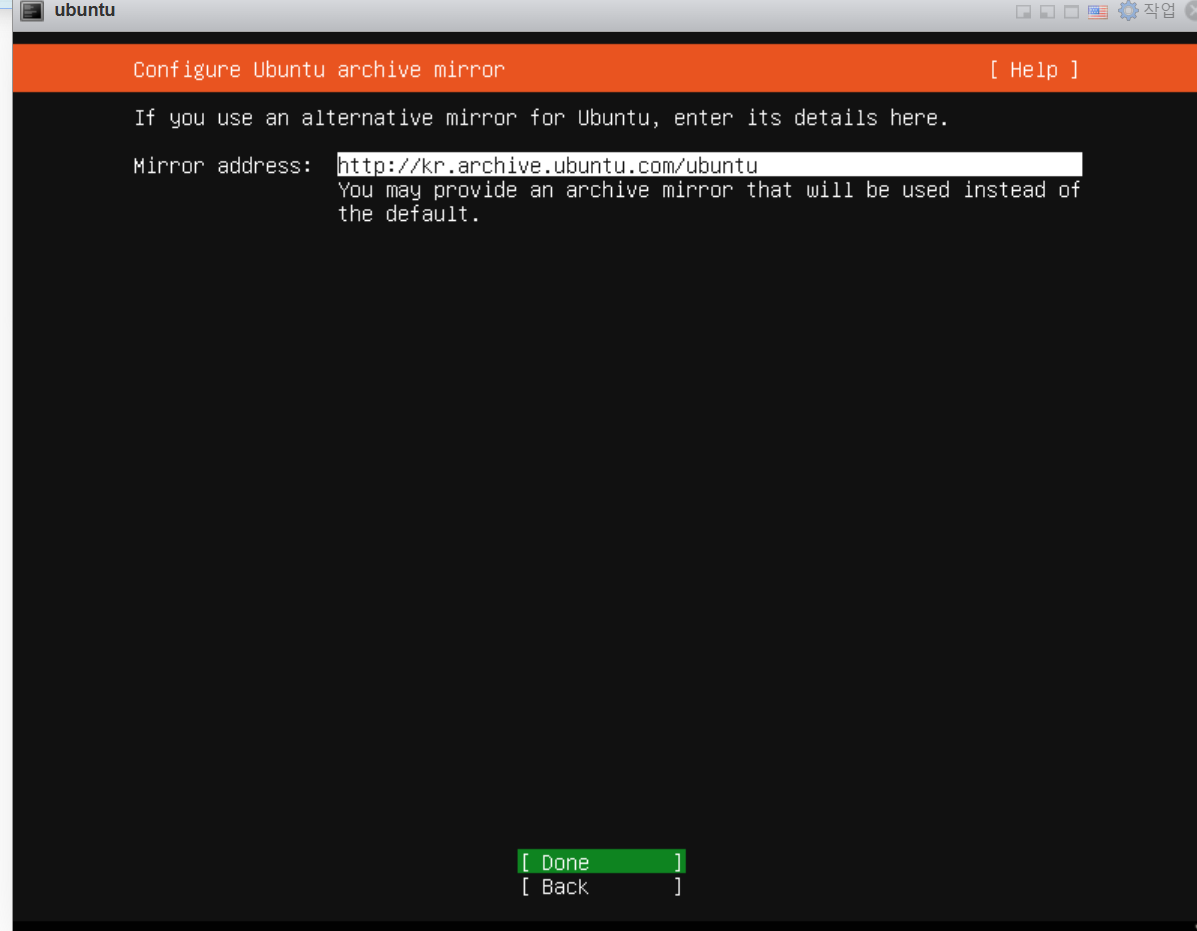 ubuntu
작업
Configure Ubuntu archive mirror [ Help ]
If you use an alternative mirror for Ubuntu, enter its details here.
Mirror address: http://kr.archive.ubuntu.com/ubuntu
You may provide an archive mirror that will be used instead of
the default.
[ Done ]
[ Back ]